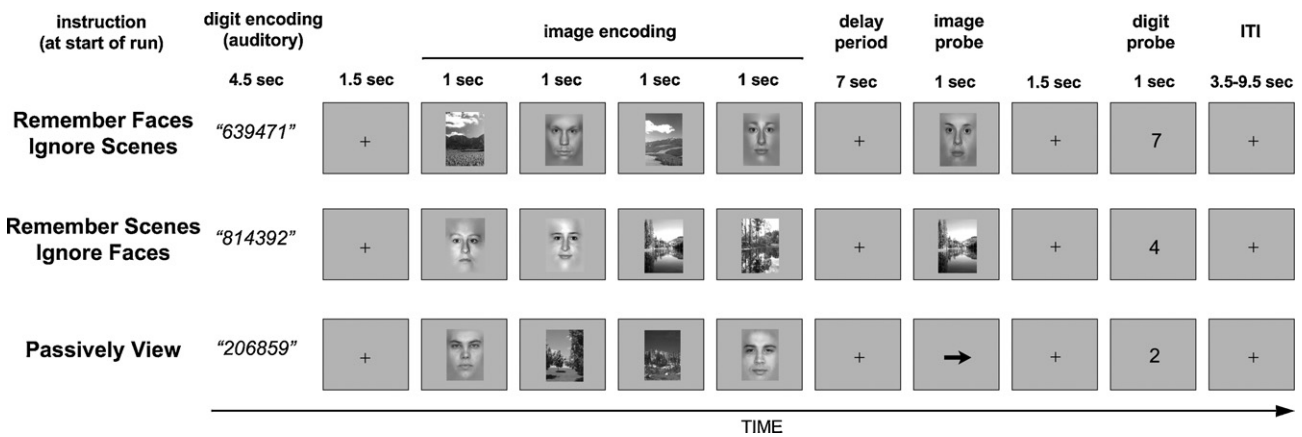 instruction
(at start of run)
digit encoding
(auditory)
image encoding
delay
period
image
probe
digit
probe
ITI
4.5 sec 1.5 sec 1 sec 1 sec 1 sec 1 sec 7 sec 1 sec 1.5 sec 1 sec 3.5-9.5 sec
Remember Faces
Ignore Scenes
"639471"
+ + + 7 +
Remember Scenes
Ignore Faces
"814392"
+ + + 4 +
Passively View
"206859"
+ + + 2 +
TIME